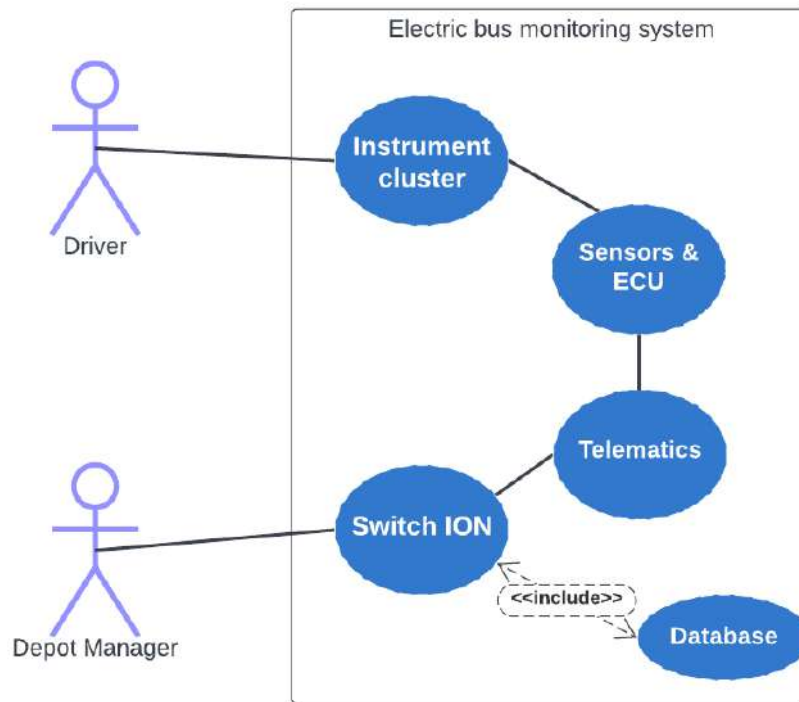 Electric bus monitoring system
Instrument
cluster
Driver
Sensors &
ECU
Telematics
Switch ION
<<include>>
Database
Depot Manager